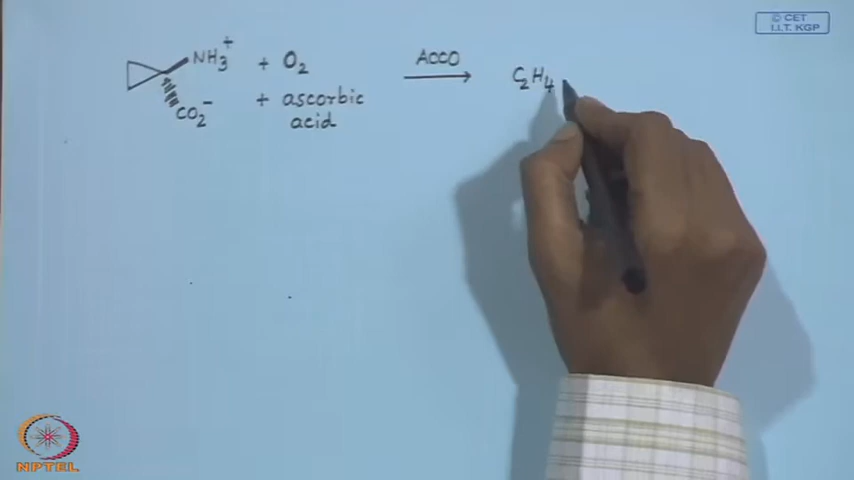 © CET
I.I.T. KGP
NH₃⁺ + O₂ ACCO C₂H₄
CO₂⁻ + ascorbic
acid
NPTEL